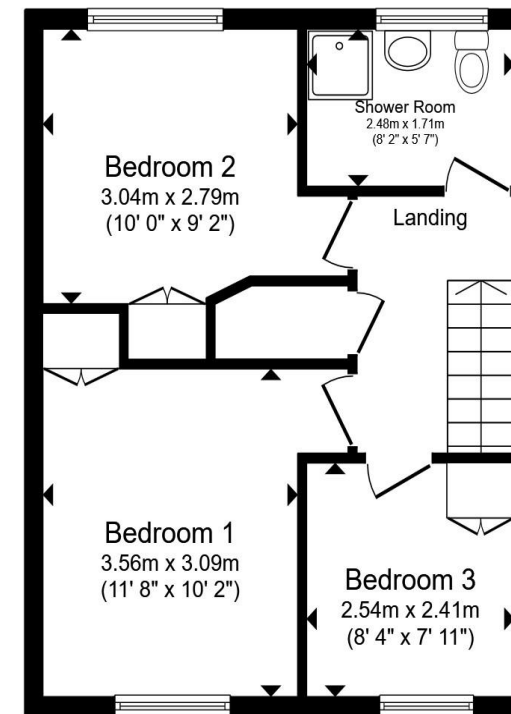 Shower Room
2.48m x 1.71m
(8' 2" x 5' 7")
Bedroom 2
3.04m x 2.79m
(10' 0" x 9' 2")
Landing
Bedroom 1
3.56m x 3.09m
(11' 8" x 10' 2")
Bedroom 3
2.54m x 2.41m
(8' 4" x 7' 11")